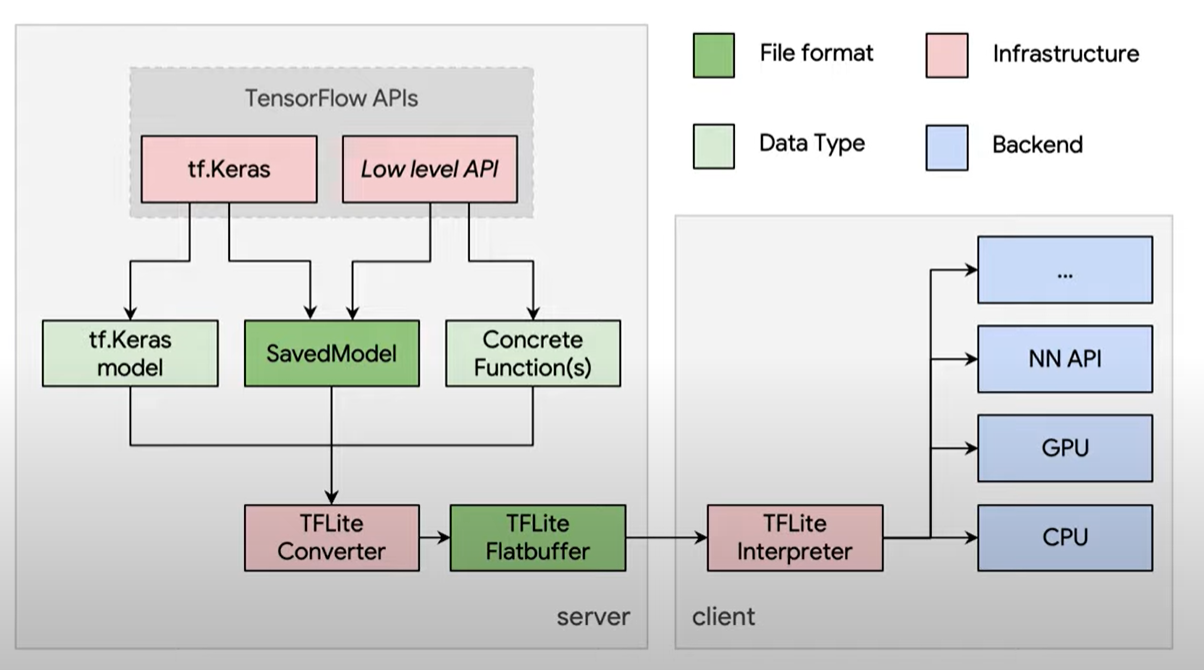 File format
Infrastructure
Data Type
Backend
TensorFlow APIs
tf.Keras
Low level API
tf.Keras
model
SavedModel
Concrete
Function(s)
TFLite
Converter
TFLite
Flatbuffer
server
TFLite
Interpreter
...
NN API
GPU
CPU
client